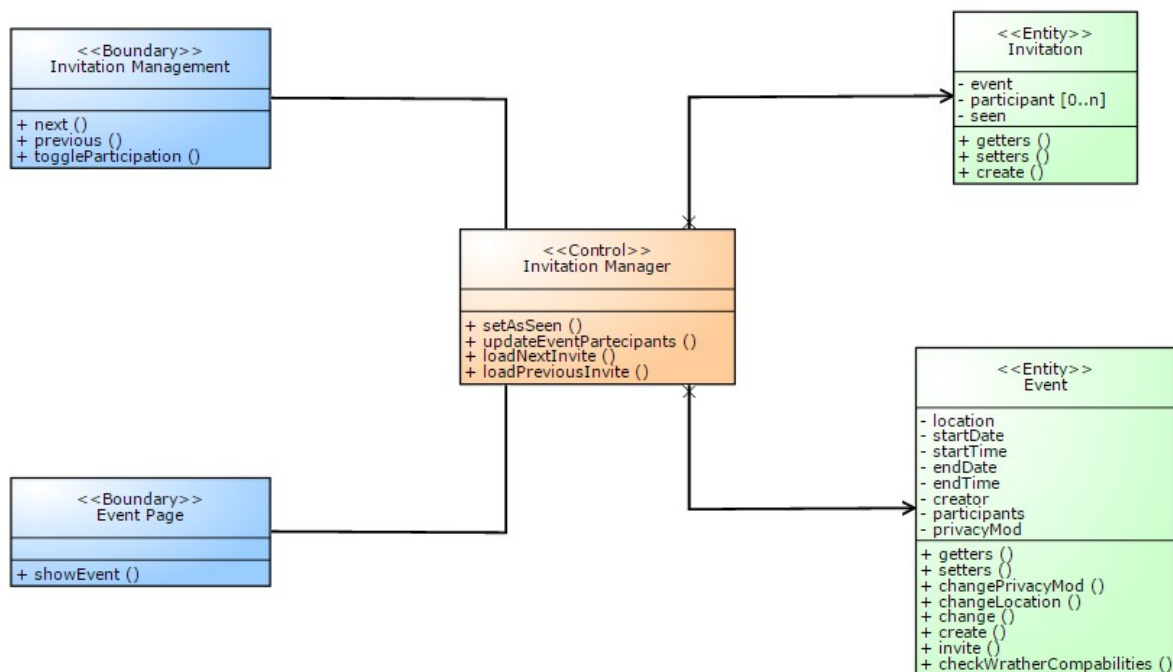 <<Boundary>>
Invitation Management
+ next ()
+ previous ()
+ toggleParticipation ()
<<Entity>>
Invitation
- event
- participant [0..n]
- seen
+ getters ()
+ setters ()
+ create ()
<<Control>>
Invitation Manager
+ setAsSeen ()
+ updateEventPartecipants ()
+ loadNextInvite ()
+ loadPreviousInvite ()
<<Boundary>>
Event Page
+ showEvent ()
<<Entity>>
Event
- location
- startDate
- startTime
- endDate
- endTime
- creator
- participants
- privacyMod
+ getters ()
+ setters ()
+ changePrivacyMod ()
+ changeLocation ()
+ change ()
+ create ()
+ invite ()
+ checkWratherCompabilities ()